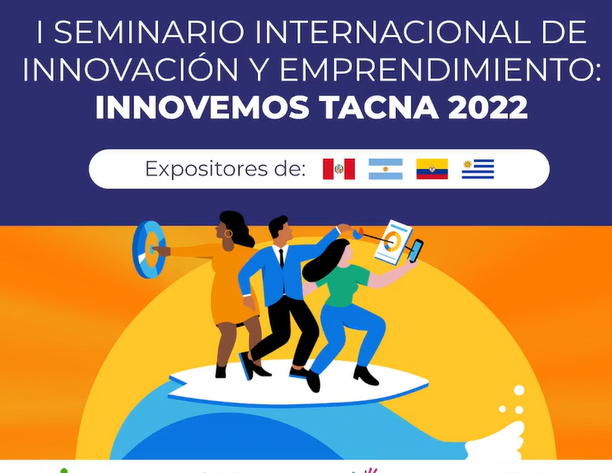 I SEMINARIO INTERNACIONAL DE
INNOVACIÓN Y EMPRENDIMIENTO:
INNOVEMOS TACNA 2022
Expositores de: